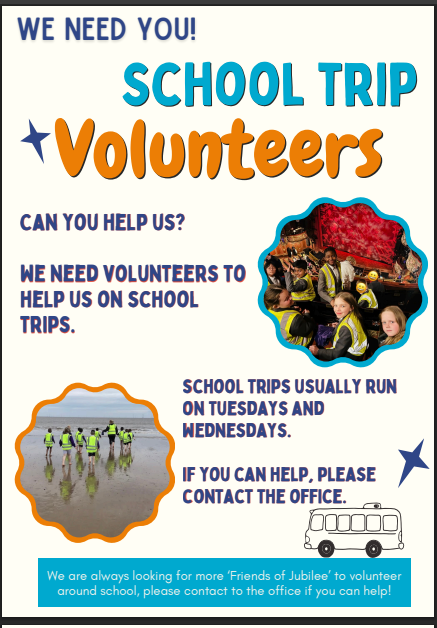 WE NEED YOU!
SCHOOL TRIP
Volunteers
CAN YOU HELP US?
WE NEED VOLUNTEERS TO
HELP US ON SCHOOL
TRIPS.
SCHOOL TRIPS USUALLY RUN
ON TUESDAYS AND
WEDNESDAYS.
IF YOU CAN HELP, PLEASE
CONTACT THE OFFICE.
We are always looking for more 'Friends of Jubilee' to volunteer
around school, please contact to the office if you can help!